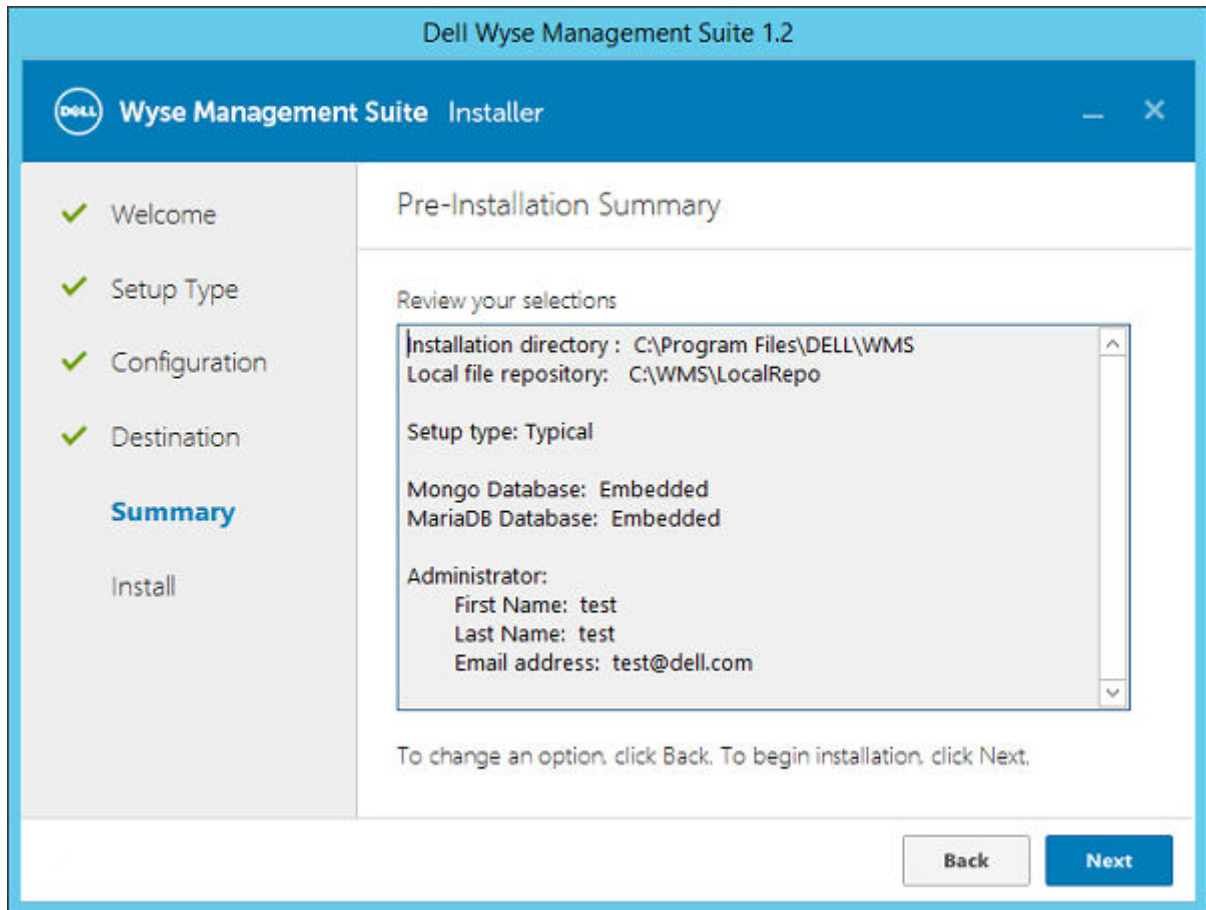 Dell Wyse Management Suite 1.2
DELL Wyse Management Suite Installer
Welcome
Setup Type
Configuration
Destination
Summary
Install
Pre-Installation Summary
Review your selections
Installation directory : C:\Program Files\DELL\WMS
Local file repository: C:\WMS\LocalRepo
Setup type: Typical
Mongo Database: Embedded
MariaDB Database: Embedded
Administrator:
First Name: test
Last Name: test
Email address: test@dell.com
To change an option, click Back. To begin installation, click Next.
Back
Next